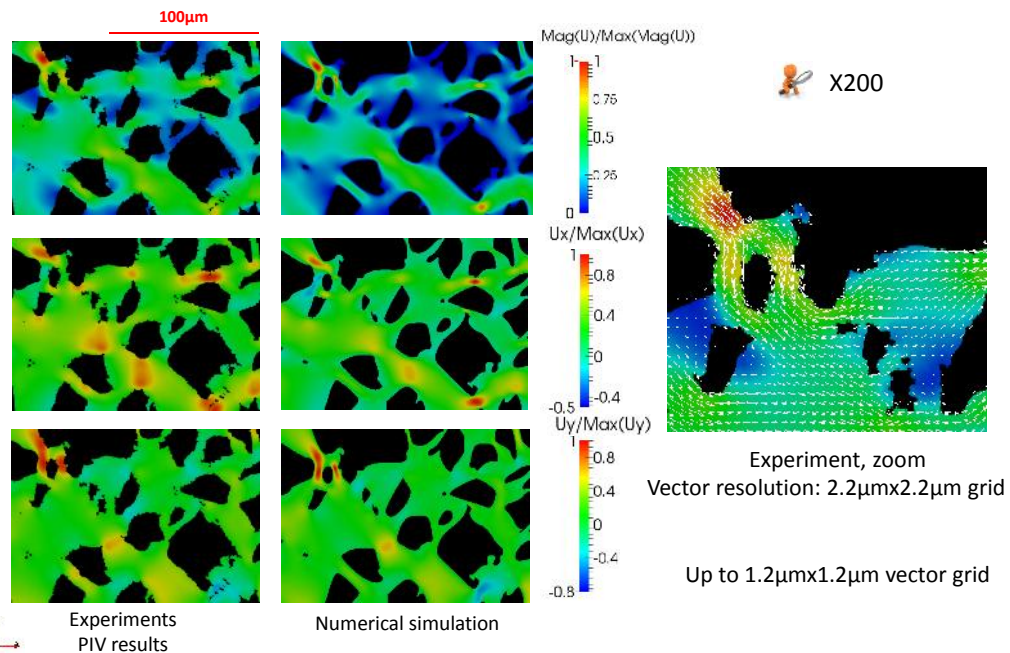 100µm
Mag(U)/Max(Mag(U))
1 1
0.75
0.5
0.25
0
X200
Ux/Max(Ux)
1
0.8
0.4
0
-0.4
-0.5
Uy/Max(Uy)
1
0.8
0.4
0
-0.4
-0.8
Experiment, zoom
Vector resolution: 2.2µmx2.2µm grid
Up to 1.2µmx1.2µm vector grid
Experiments
PIV results
Numerical simulation